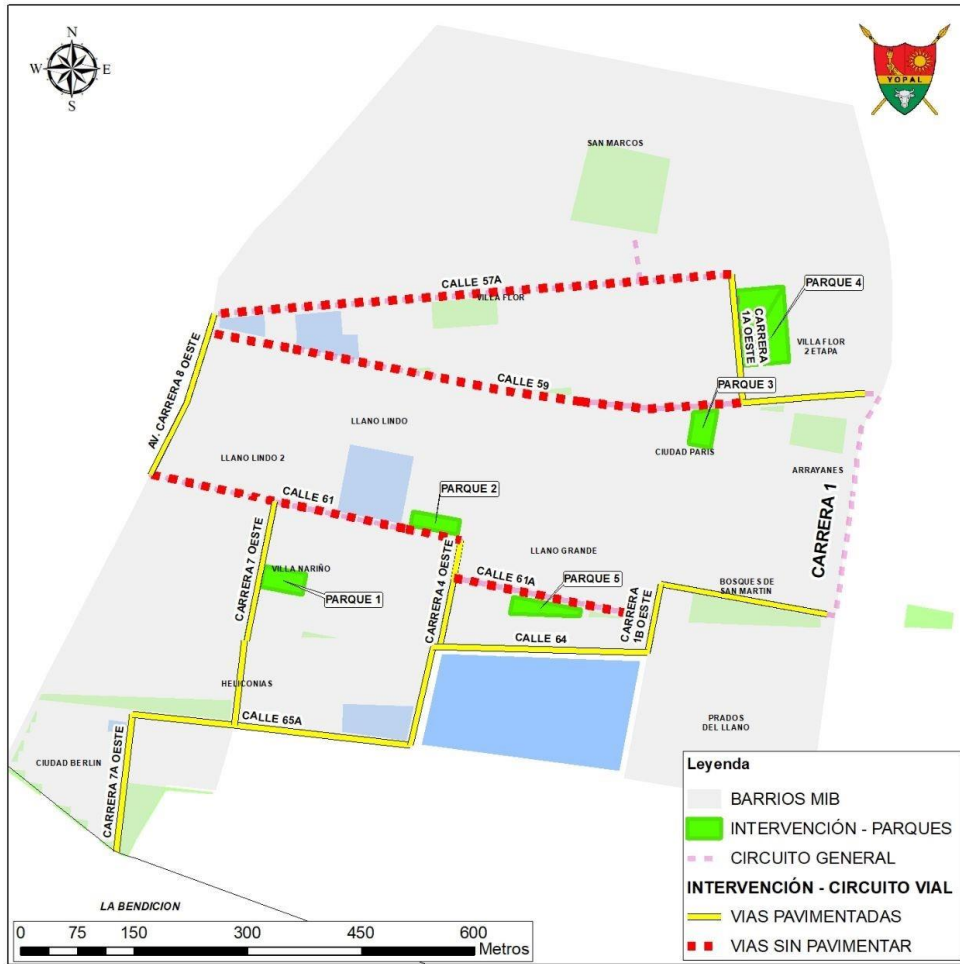 N
W
E
S
YOPAL
SAN MARCOS
CALLE 57A
VILLA FLOR
PARQUE 4
CARRERA
1A OESTE
VILLA FLOR
2 ETAPA
AV. CARRERA 8 OESTE
CALLE 59
PARQUE 3
LLANO LINDO
CIUDAD PARIS
LLANO LINDO 2
ARRAYANES
CALLE 61
PARQUE 2
CARRERA 1
LLANO GRANDE
CARRERA 7 OESTE
VILLA NARIÑO
PARQUE 1
CARRERA 4 OESTE
CALLE 61A
PARQUE 5
BOSQUES DE
SAN MARTIN
CARRERA
1B OESTE
CALLE 64
HELICONIAS
CALLE 65A
PRADOS
DEL LLANO
CIUDAD BERLIN
CARRERA 7A OESTE
LA BENDICION
Leyenda
BARRIOS MIB
INTERVENCIÓN - PARQUES
CIRCUITO GENERAL
INTERVENCIÓN - CIRCUITO VIAL
VIAS PAVIMENTADAS
VIAS SIN PAVIMENTAR
0 75 150 300 450 600
Metros